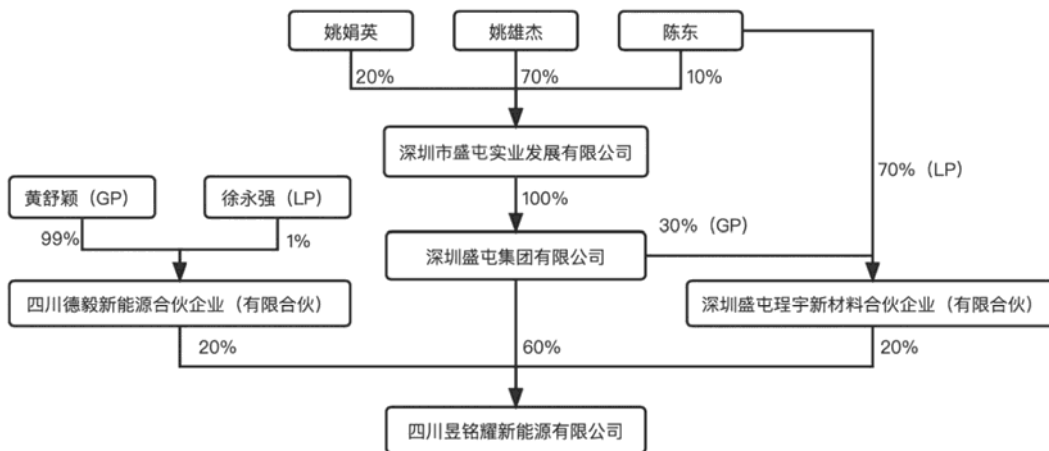 姚娟英
姚雄杰
陈东
20%
70%
10%
深圳市盛屯实业发展有限公司
70%（LP）
黄舒颖（GP）
徐永强（LP）
100%
30%（GP）
99%
1%
深圳盛屯集团有限公司
四川德毅新能源合伙企业（有限合伙）
深圳盛屯珵宇新材料合伙企业（有限合伙）
20%
60%
20%
四川昱铭耀新能源有限公司